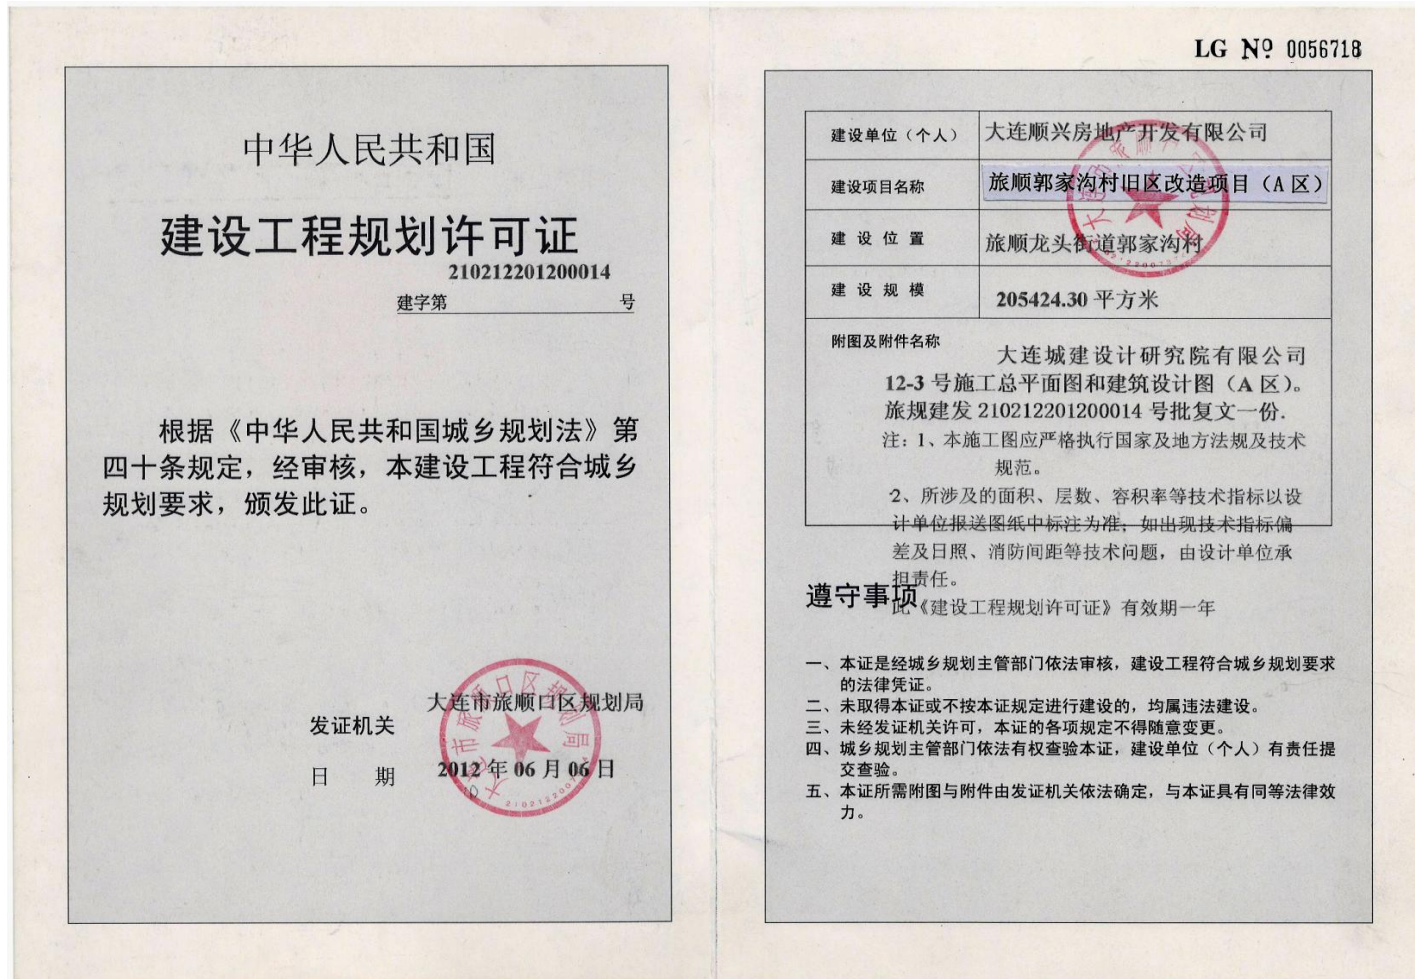 中华人民共和国
建设工程规划许可证
210212201200014
建字第 号
根据《中华人民共和国城乡规划法》第
四十条规定，经审核，本建设工程符合城乡
规划要求，颁发此证。
发证机关 大连市旅顺口区规划局
日 期 2012年06月06日
大连市旅顺口区规划局
LG № 0056718
建设单位（个人） 大连顺兴房地产开发有限公司
建设项目名称 旅顺郭家沟村旧区改造项目（A区）
建设位置 旅顺龙头街道郭家沟村
建设规模 205424.30平方米
附图及附件名称
大连城建设计研究院有限公司
12-3号施工总平面图和建筑设计图（A区）。
旅规建发210212201200014号批复文一份.
注：1、本施工图应严格执行国家及地方法规及技术
规范。
2、所涉及的面积、层数、容积率等技术指标以设
计单位报送图纸中标注为准；如出现技术指标偏
差及日照、消防间距等技术问题，由设计单位承
担责任。
此《建设工程规划许可证》有效期一年
遵守事项
一、本证是经城乡规划主管部门依法审核，建设工程符合城乡规划要求
的法律凭证。
二、未取得本证或不按本证规定进行建设的，均属违法建设。
三、未经发证机关许可，本证的各项规定不得随意变更。
四、城乡规划主管部门依法有权查验本证，建设单位（个人）有责任提
交查验。
五、本证所需附图与附件由发证机关依法确定，与本证具有同等法律效
力。